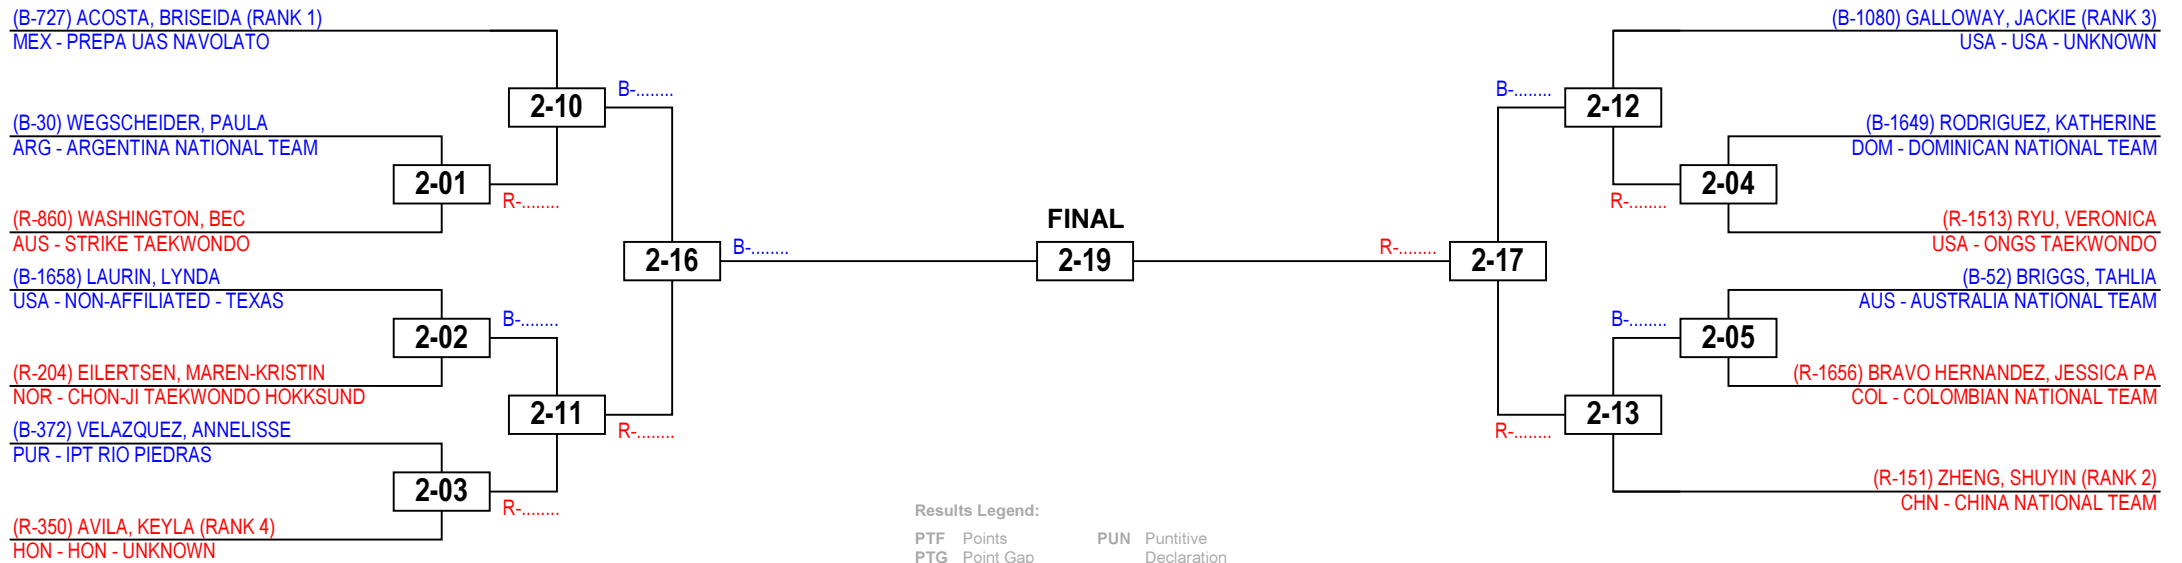 (B-727) ACOSTA, BRISEIDA (RANK 1)
MEX - PREPA UAS NAVOLATO
2-10
B-........
(B-30) WEGSCHEIDER, PAULA
ARG - ARGENTINA NATIONAL TEAM
2-01
R-........
(R-860) WASHINGTON, BEC
AUS - STRIKE TAEKWONDO
2-16
B-........
(B-1658) LAURIN, LYNDA
USA - NON-AFFILIATED - TEXAS
2-02
B-........
(R-204) EILERTSEN, MAREN-KRISTIN
NOR - CHON-JI TAEKWONDO HOKKSUND
2-11
R-........
(B-372) VELAZQUEZ, ANNELISSE
PUR - IPT RIO PIEDRAS
2-03
R-........
(R-350) AVILA, KEYLA (RANK 4)
HON - HON - UNKNOWN
FINAL
2-19
(B-1080) GALLOWAY, JACKIE (RANK 3)
USA - USA - UNKNOWN
B-........
2-12
(B-1649) RODRIGUEZ, KATHERINE
DOM - DOMINICAN NATIONAL TEAM
R-........
2-04
(R-1513) RYU, VERONICA
USA - ONGS TAEKWONDO
R-........
2-17
(B-52) BRIGGS, TAHLIA
AUS - AUSTRALIA NATIONAL TEAM
B-........
2-05
(R-1656) BRAVO HERNANDEZ, JESSICA PA
COL - COLOMBIAN NATIONAL TEAM
R-........
2-13
(R-151) ZHENG, SHUYIN (RANK 2)
CHN - CHINA NATIONAL TEAM
Results Legend:
PTF Points PUN Puntitive
PTG Point Gap Declaration